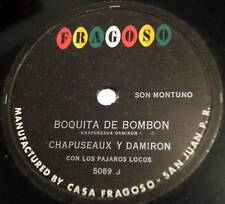 FRAGOSO
SON MONTUNO
BOQUITA DE BOMBON
-CHAPUSEAUX-DAMIRON-
CHAPUSEAUX Y DAMIRON
CON LOS PAJAROS LOCOS
5089 J
MANUFACTURED BY CASA FRAGOSO - SAN JUAN, P. R.